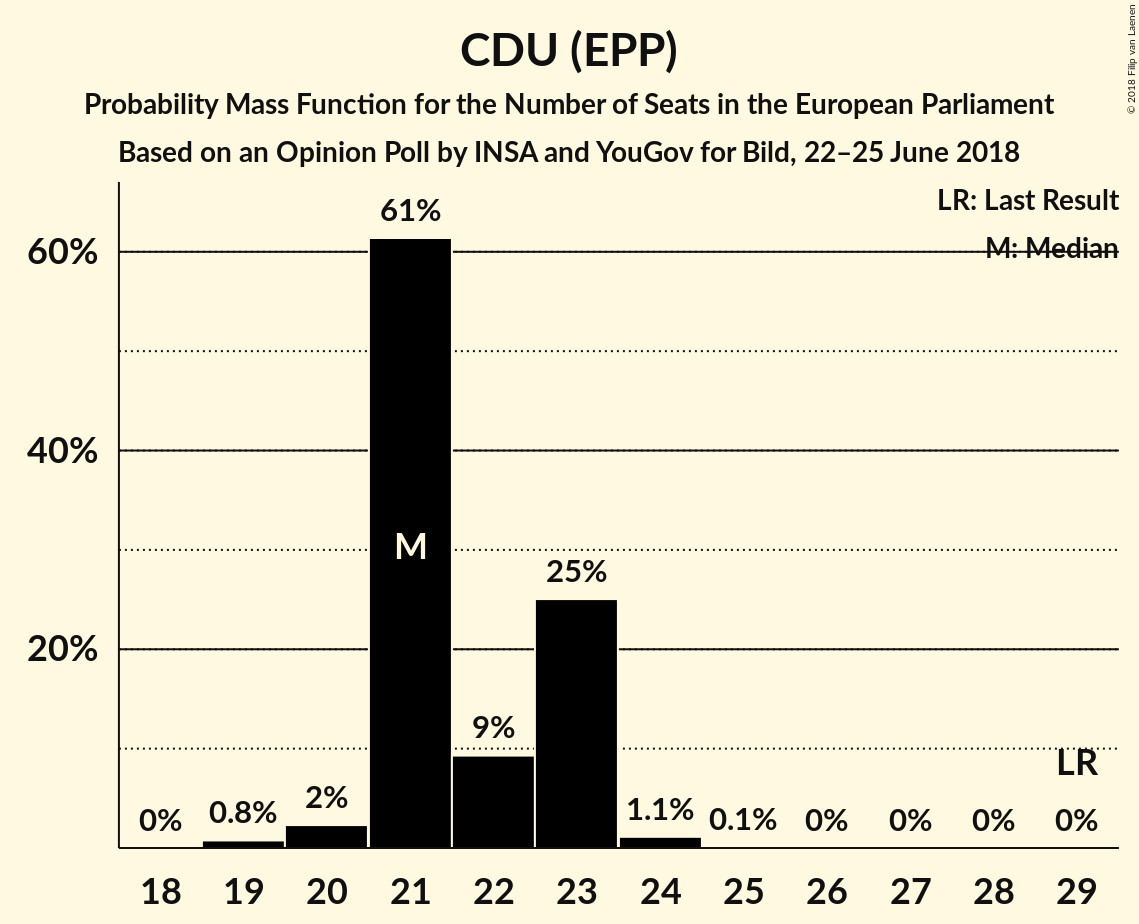 CDU (EPP)
Probability Mass Function for the Number of Seats in the European Parliament
Based on an Opinion Poll by INSA and YouGov for Bild, 22–25 June 2018
© 2018 Filip van Laenen
LR: Last Result
M: Median
60%
40%
20%
0%
0.8%
2%
61%
M
9%
25%
1.1%
0.1%
0%
0%
0%
LR
0%
18 19 20 21 22 23 24 25 26 27 28 29